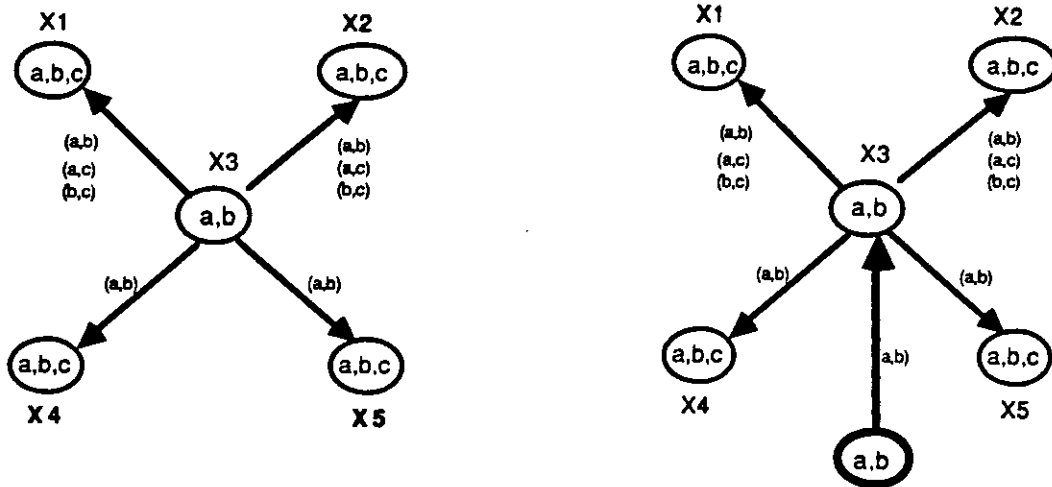 X1
X2
a,b,c
a,b,c
(a,b)
(a,c)
(b,c)
X3
(a,b)
(a,c)
(b,c)
a,b
(a,b)
(a,b)
a,b,c
a,b,c
X4
X5
X1
X2
a,b,c
a,b,c
(a,b)
(a,c)
(b,c)
X3
(a,b)
(a,c)
(b,c)
a,b
(a,b)
(a,b)
a,b,c
a,b)
a,b,c
X4
X5
a,b